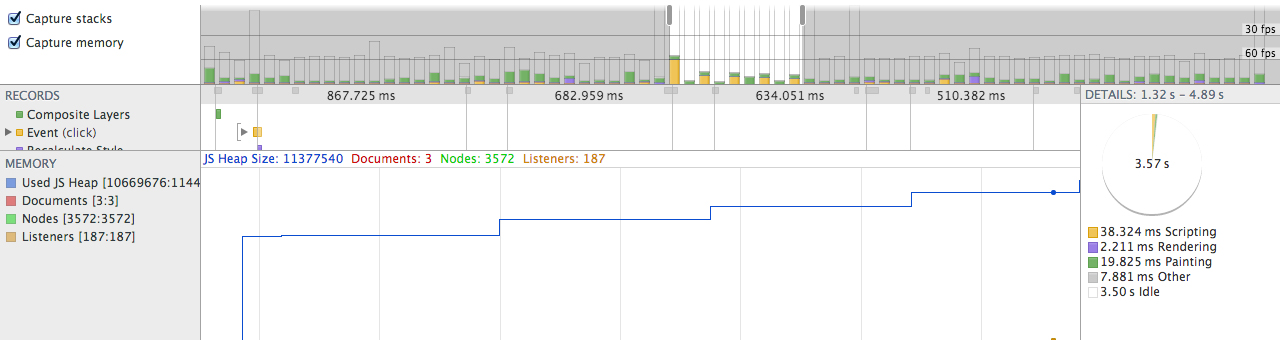 Capture stacks
Capture memory
30 fps
60 fps
RECORDS
867.725 ms 682.959 ms 634.051 ms 510.382 ms
DETAILS: 1.32 s – 4.89 s
Composite Layers
Event (click)
Recalculate Style
MEMORY
JS Heap Size: 11377540 Documents: 3 Nodes: 3572 Listeners: 187
Used JS Heap [10669676:1144
Documents [3:3]
Nodes [3572:3572]
Listeners [187:187]
3.57 s
38.324 ms Scripting
2.211 ms Rendering
19.825 ms Painting
7.881 ms Other
3.50 s Idle